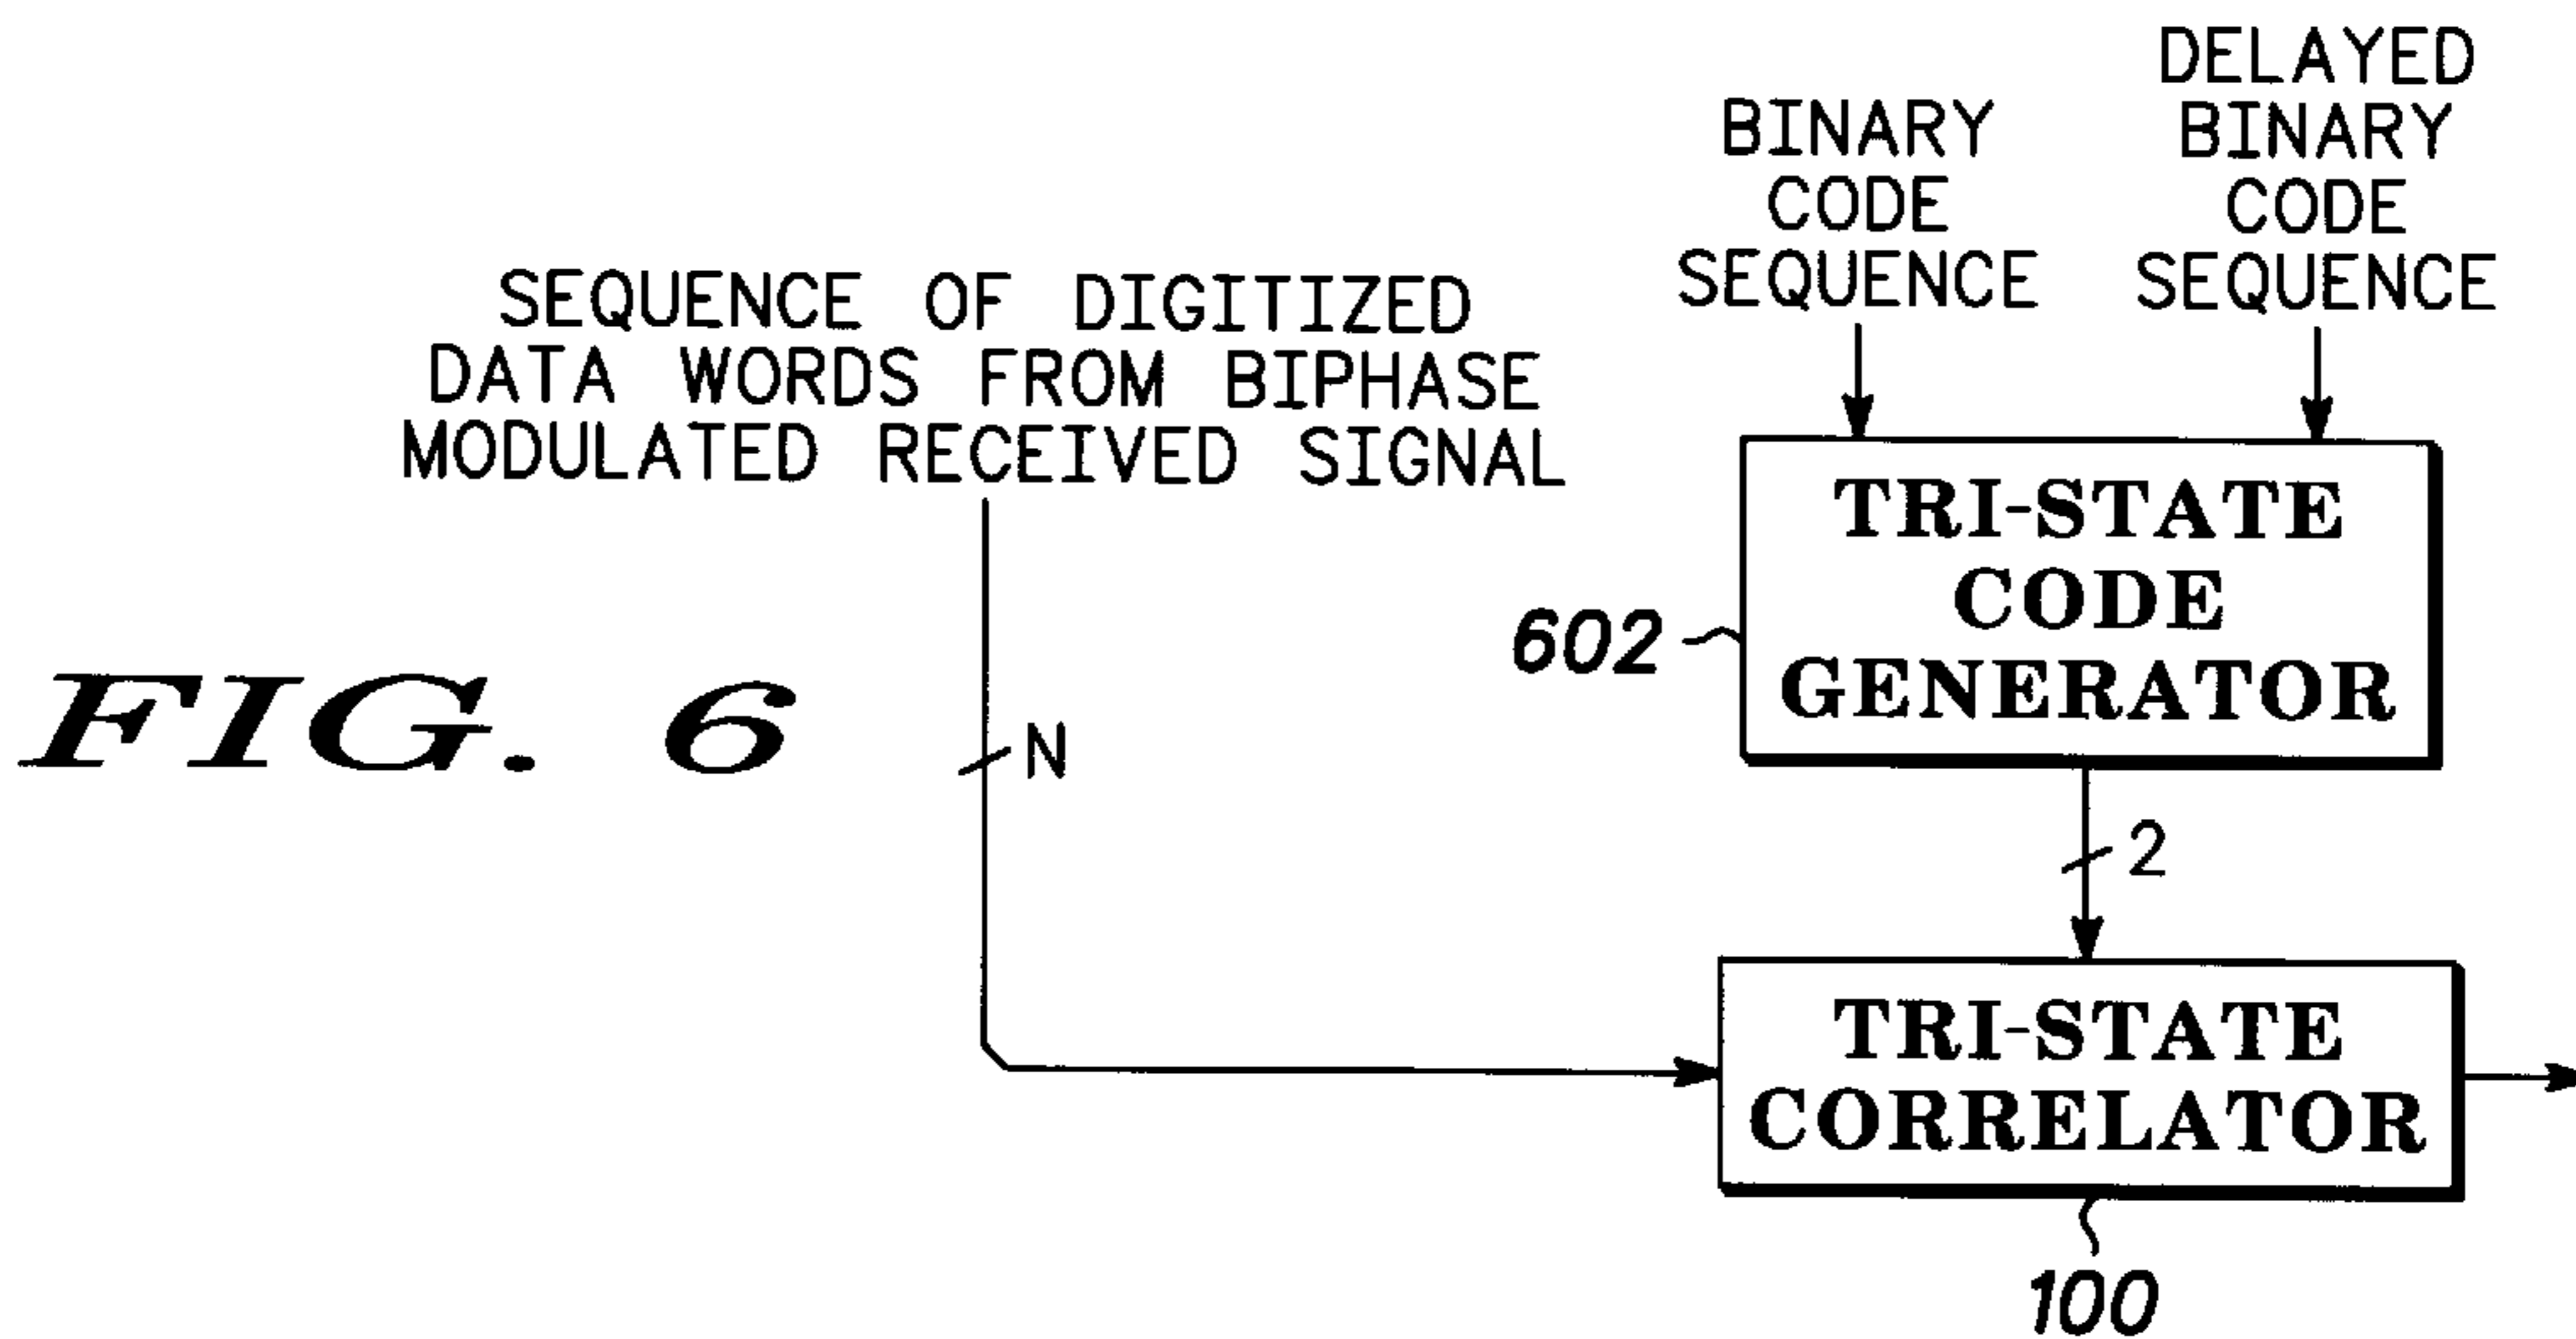 DELAYED
BINARY
CODE
SEQUENCE
BINARY
CODE
SEQUENCE
SEQUENCE OF DIGITIZED
DATA WORDS FROM BIPHASE
MODULATED RECEIVED SIGNAL
TRI-STATE
CODE
GENERATOR
602
FIG. 6
N
2
TRI-STATE
CORRELATOR
100